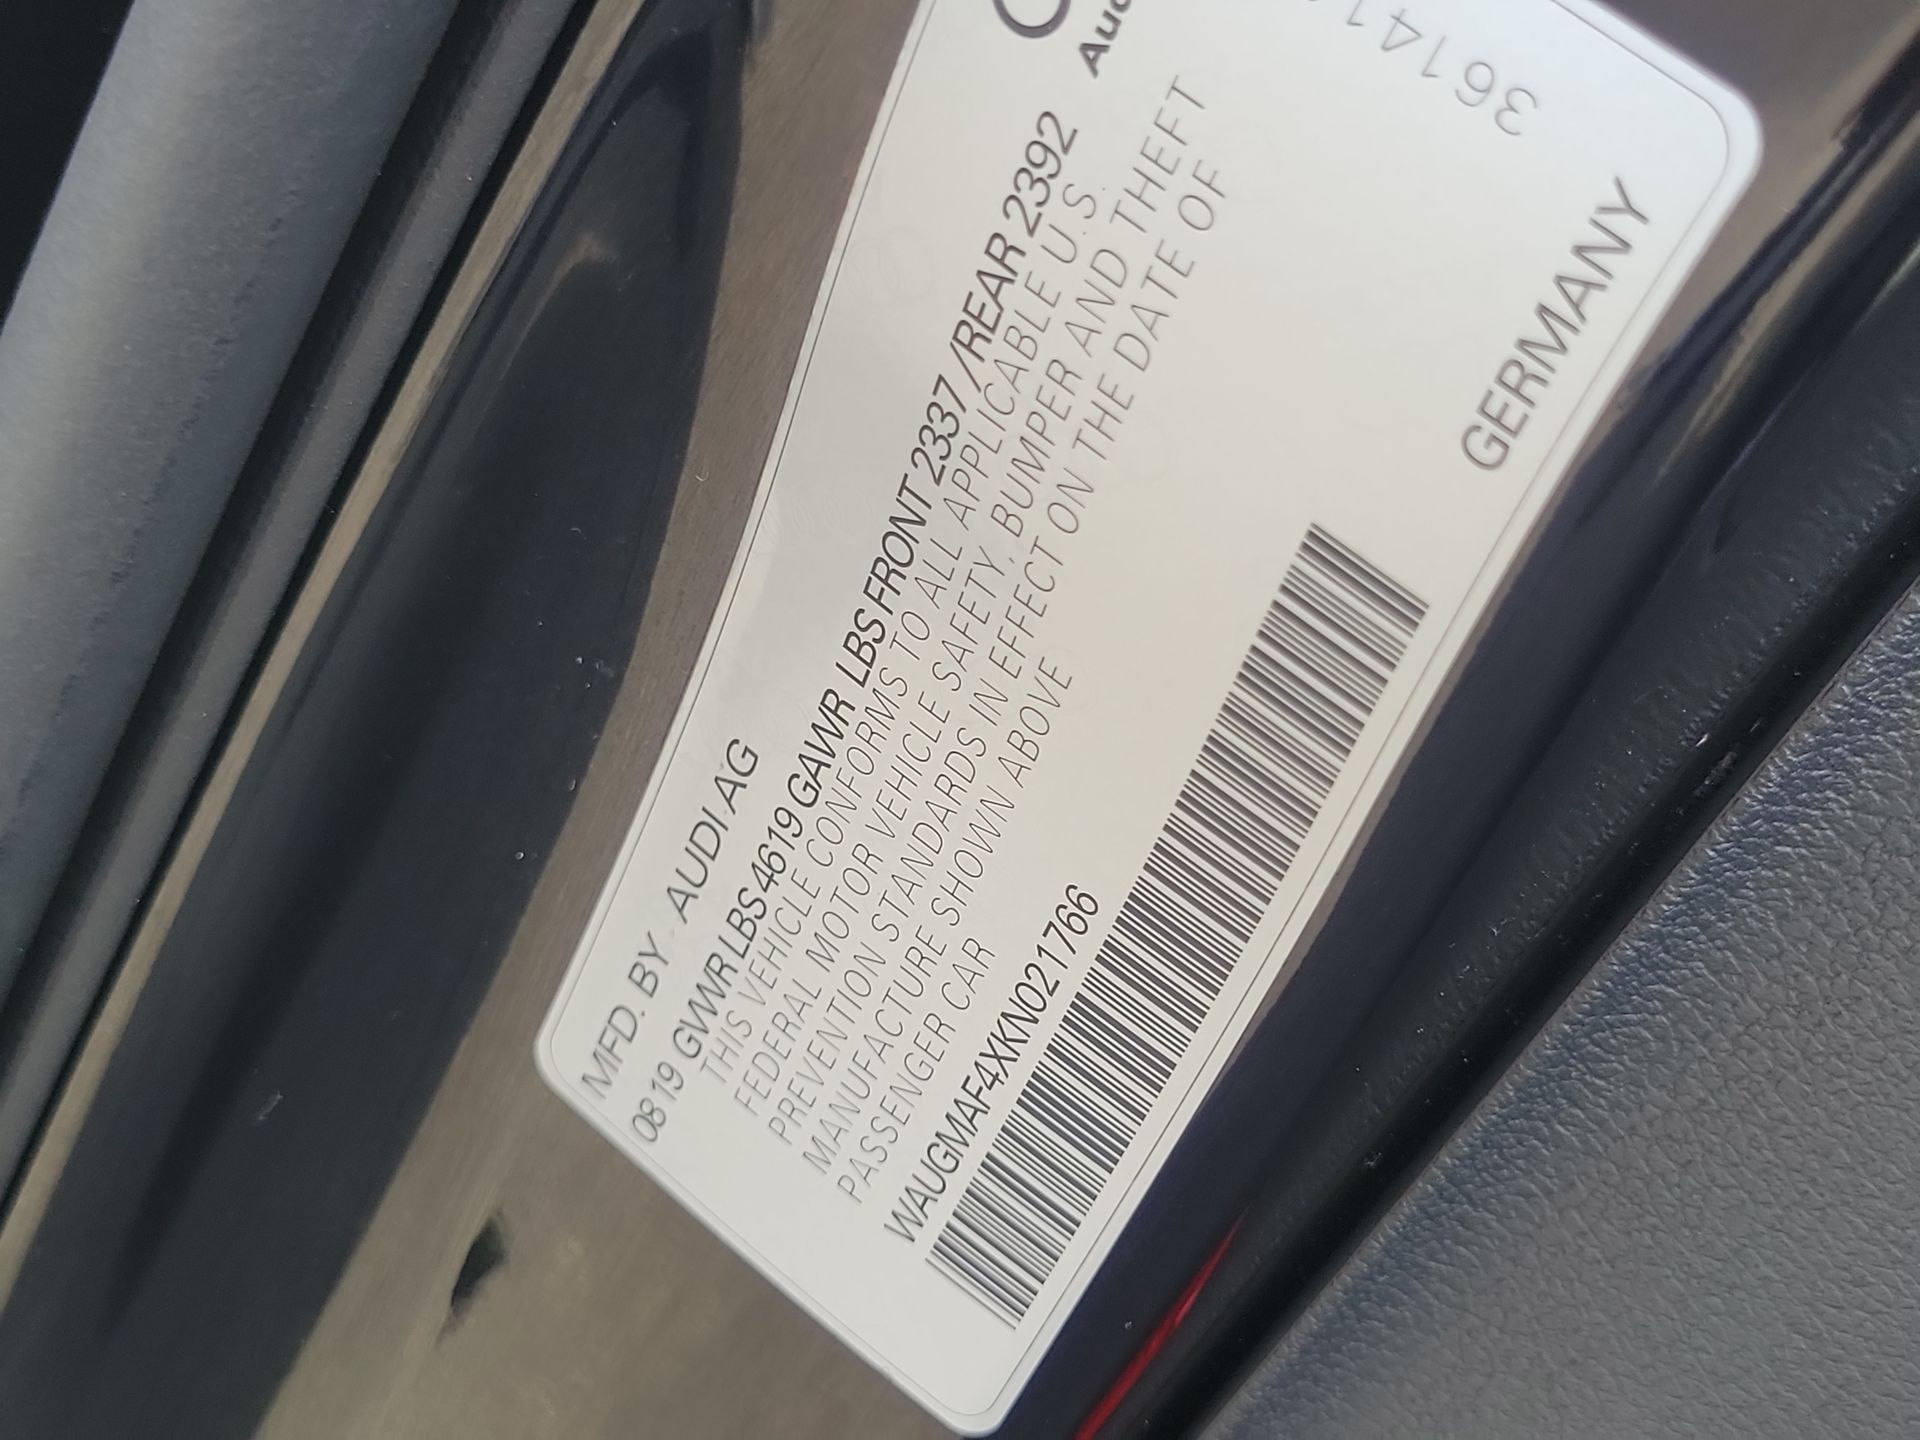 MFD. BY AUDI AG
0819 GVWR LBS 4619 GAWR LBS FRONT 2337 /REAR 2392
THIS VEHICLE CONFORMS TO ALL APPLICABLE U.S.
FEDERAL MOTOR VEHICLE SAFETY, BUMPER AND THEFT
PREVENTION STANDARDS IN EFFECT ON THE DATE OF
MANUFACTURE SHOWN ABOVE
PASSENGER CAR
WAUGMAF4XKN021766
GERMANY